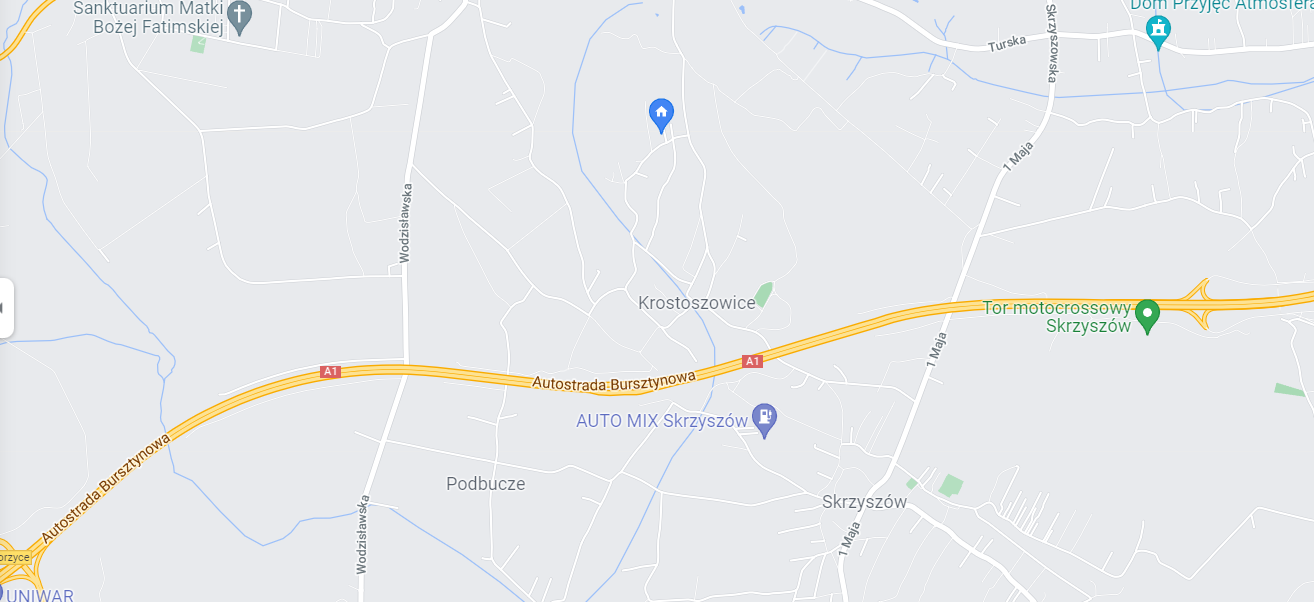 Sanktuarium Matki
Bożej Fatimskiej
Dom Przyjęć Atmosfera
Turska
Skrzyszowska
1 Maja
Wodzisławska
Krostoszowice
Tor motocrossowy
Skrzyszów
1 Maja
A1
A1
Autostrada Bursztynowa
AUTO MIX Skrzyszów
Autostrada Bursztynowa
Podbucze
Skrzyszów
Wodzisławska
1 Maja
UNIWAR